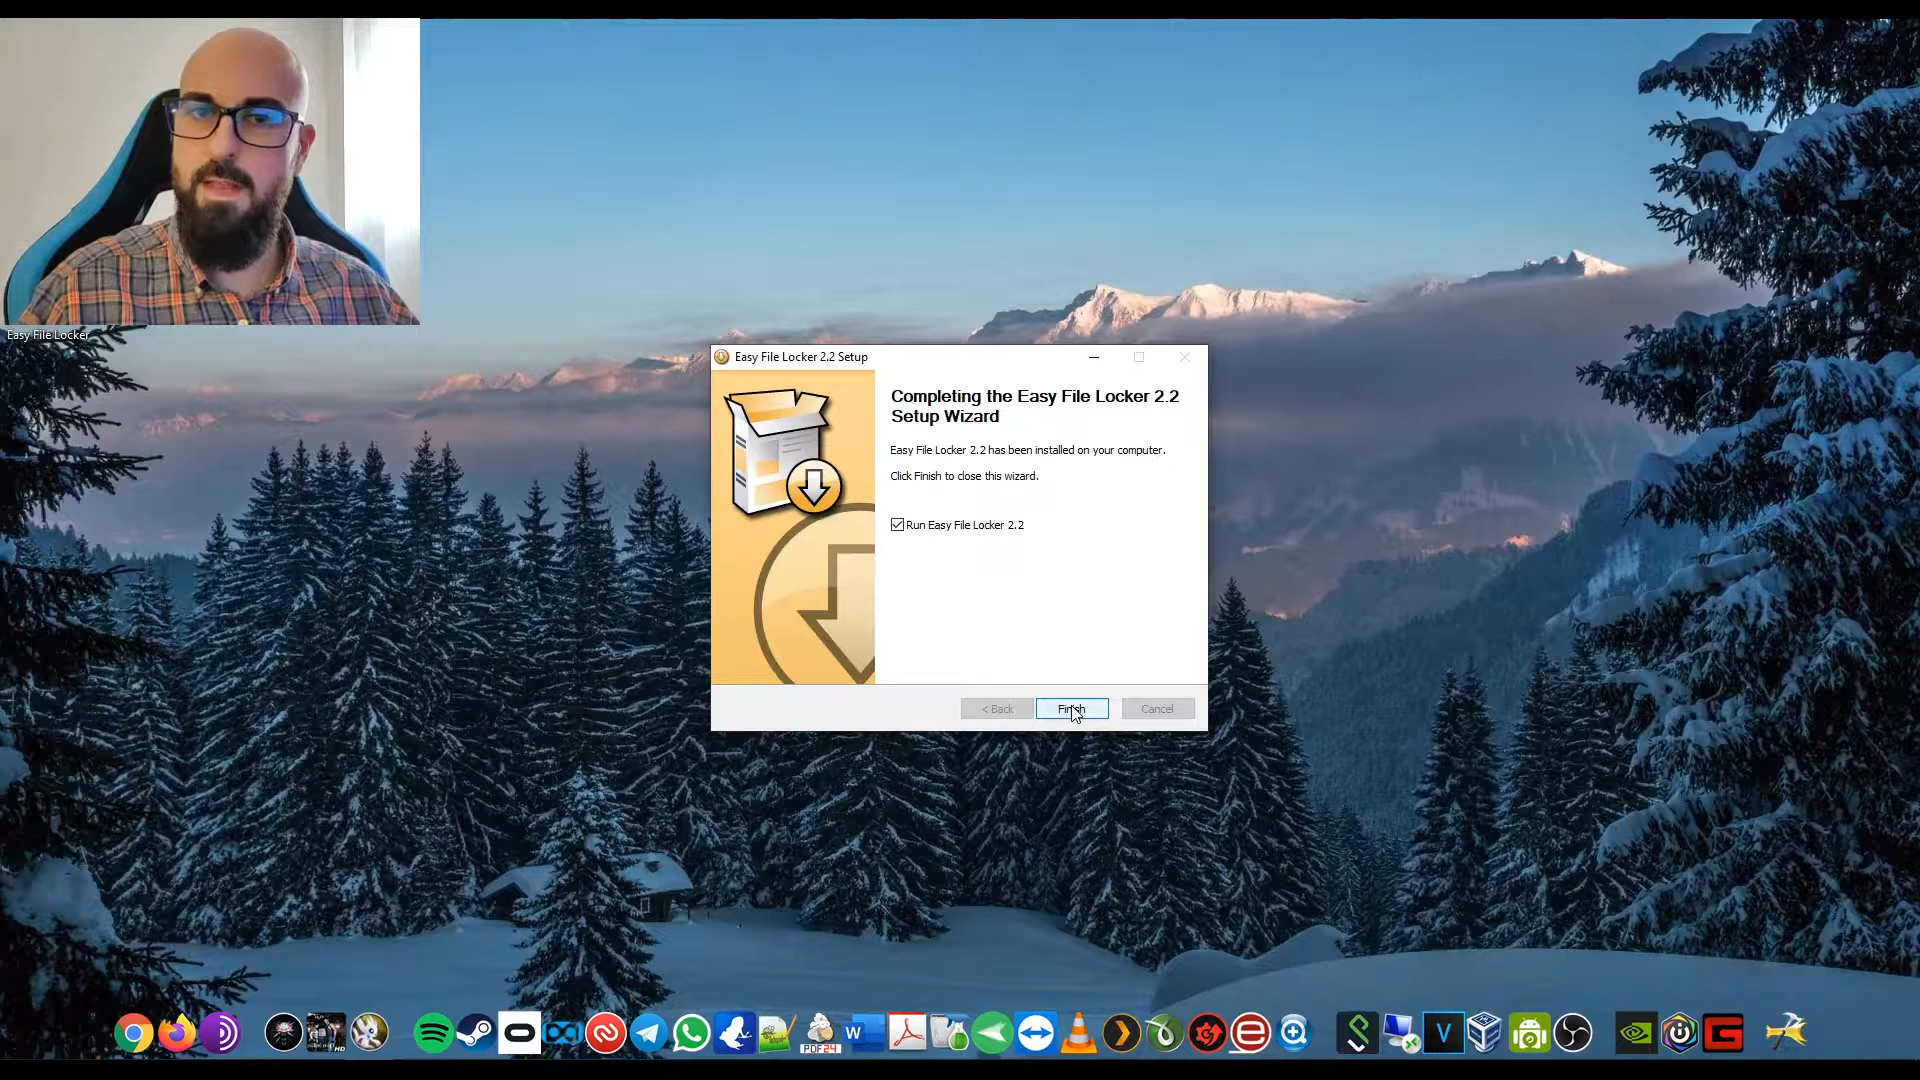 Easy File Locker
Easy File Locker 2.2 Setup
Completing the Easy File Locker 2.2
Setup Wizard
Easy File Locker 2.2 has been installed on your computer.
Click Finish to close this wizard.
Run Easy File Locker 2.2
< Back
Finish
Cancel
HD
PDF24
W
V